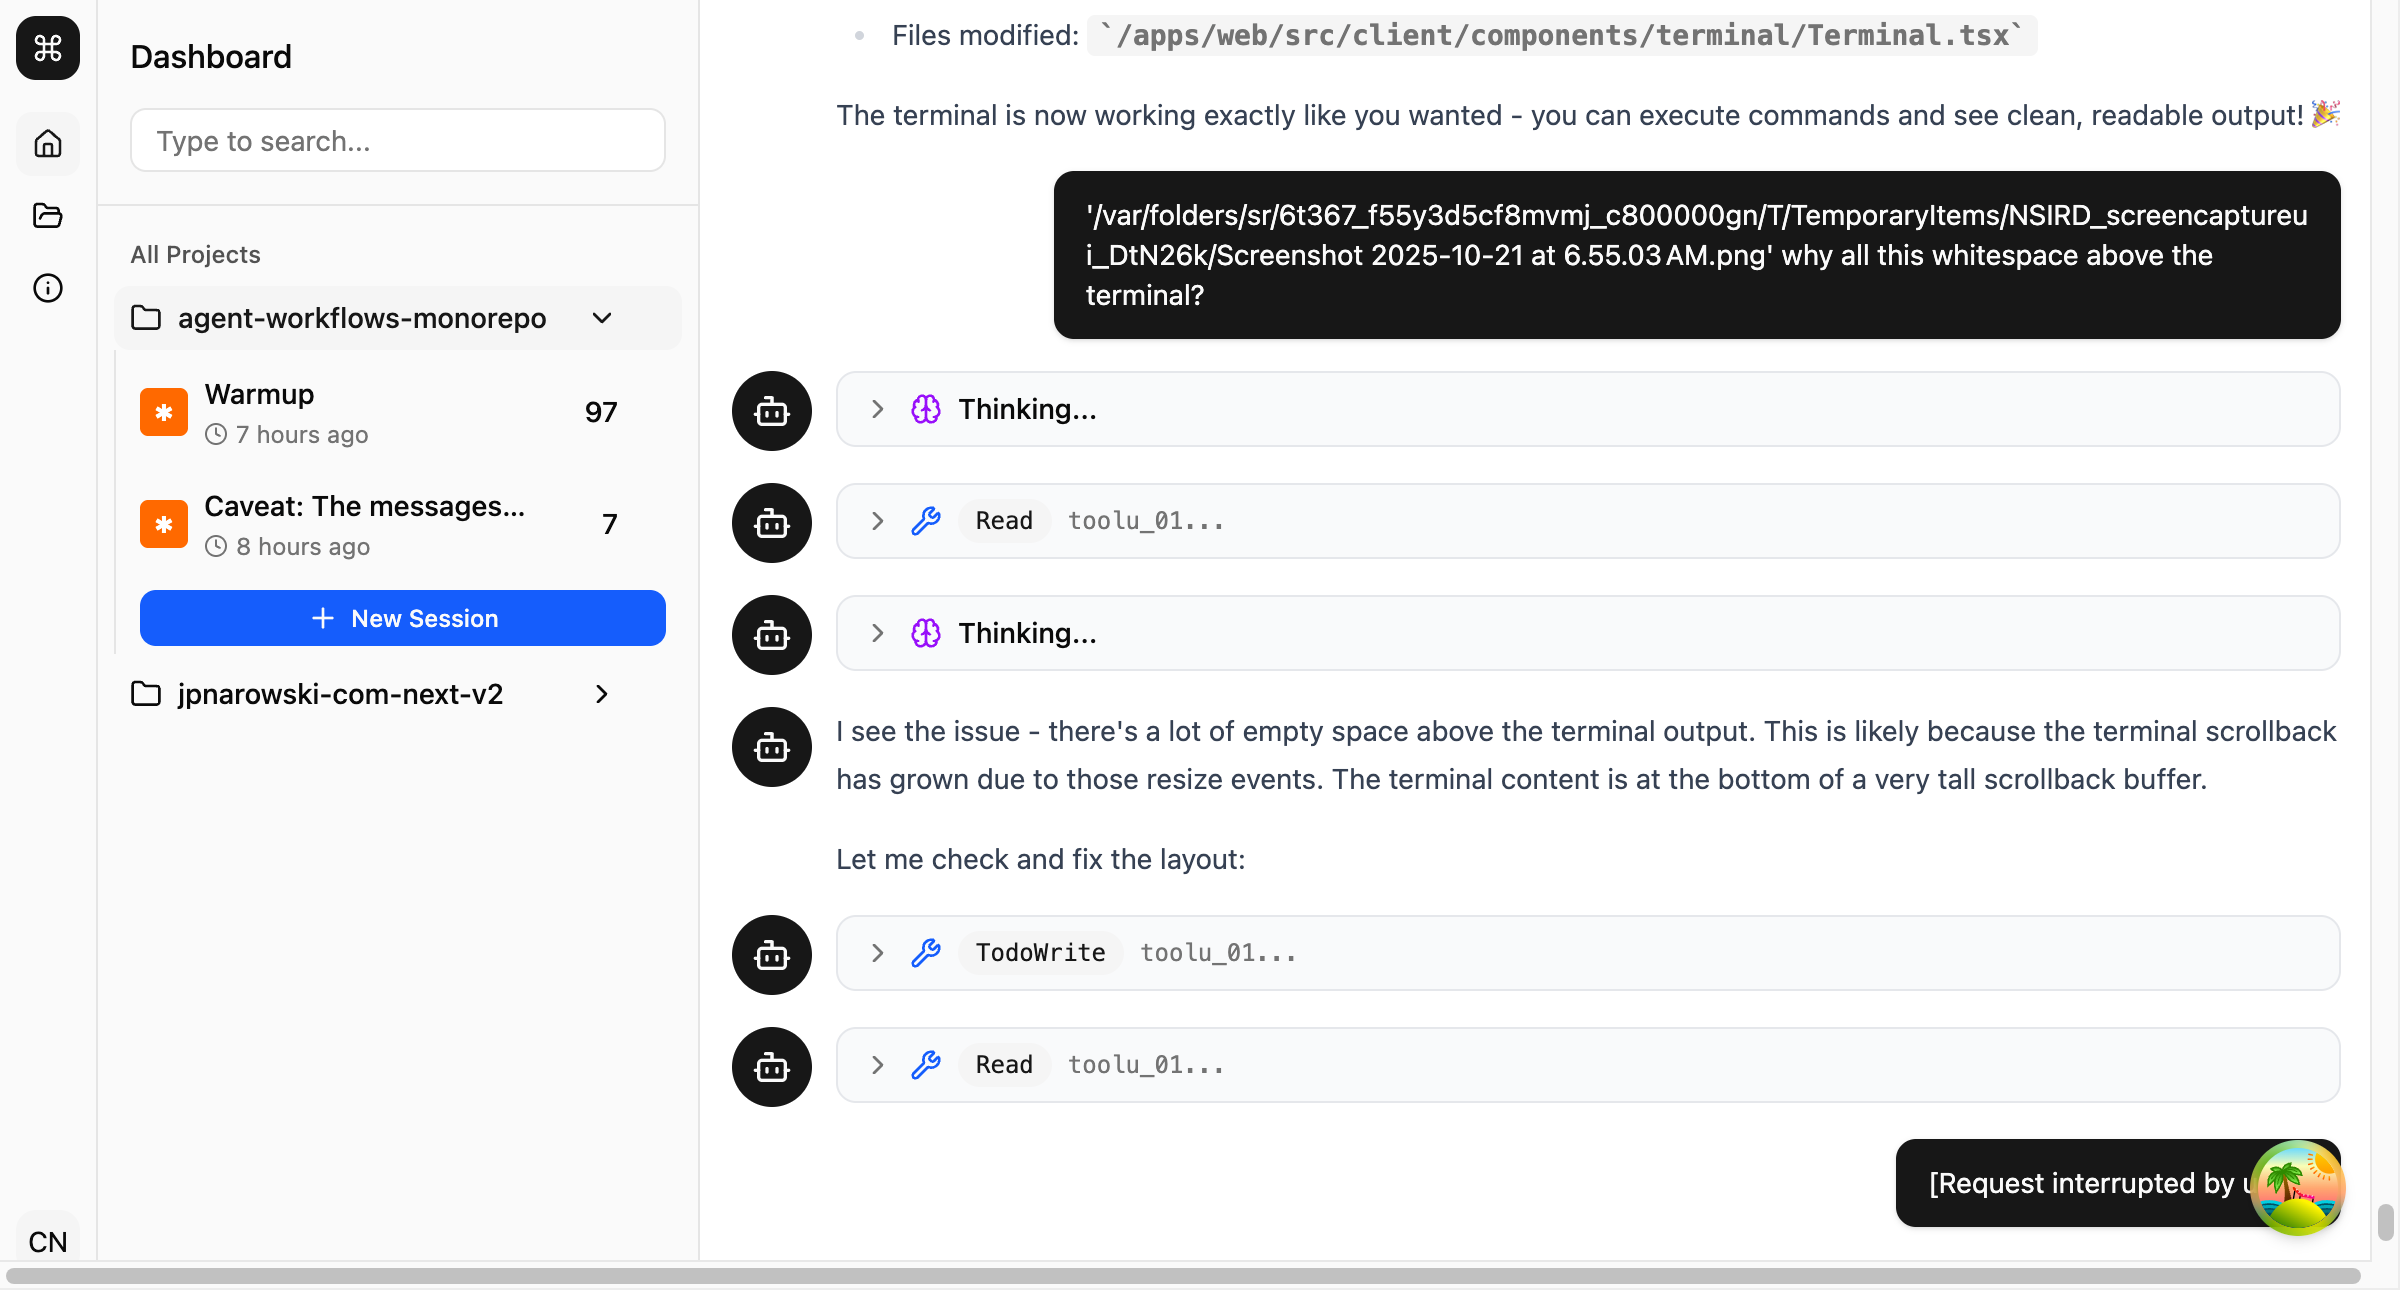 Dashboard
Type to search...
All Projects
agent-workflows-monorepo
Warmup
97
7 hours ago
Caveat: The messages...
7
8 hours ago
New Session
jpnarowski-com-next-v2
CN
Files modified: `/apps/web/src/client/components/terminal/Terminal.tsx`
The terminal is now working exactly like you wanted - you can execute commands and see clean, readable output! 🎉
'/var/folders/sr/6t367_f55y3d5cf8mvmj_c800000gn/T/TemporaryItems/NSIRD_screencaptureu
i_DtN26k/Screenshot 2025-10-21 at 6.55.03 AM.png' why all this whitespace above the
terminal?
Thinking...
Read toolu_01...
Thinking...
I see the issue - there's a lot of empty space above the terminal output. This is likely because the terminal scrollback
has grown due to those resize events. The terminal content is at the bottom of a very tall scrollback buffer.
Let me check and fix the layout:
TodoWrite toolu_01...
Read toolu_01...
[Request interrupted by